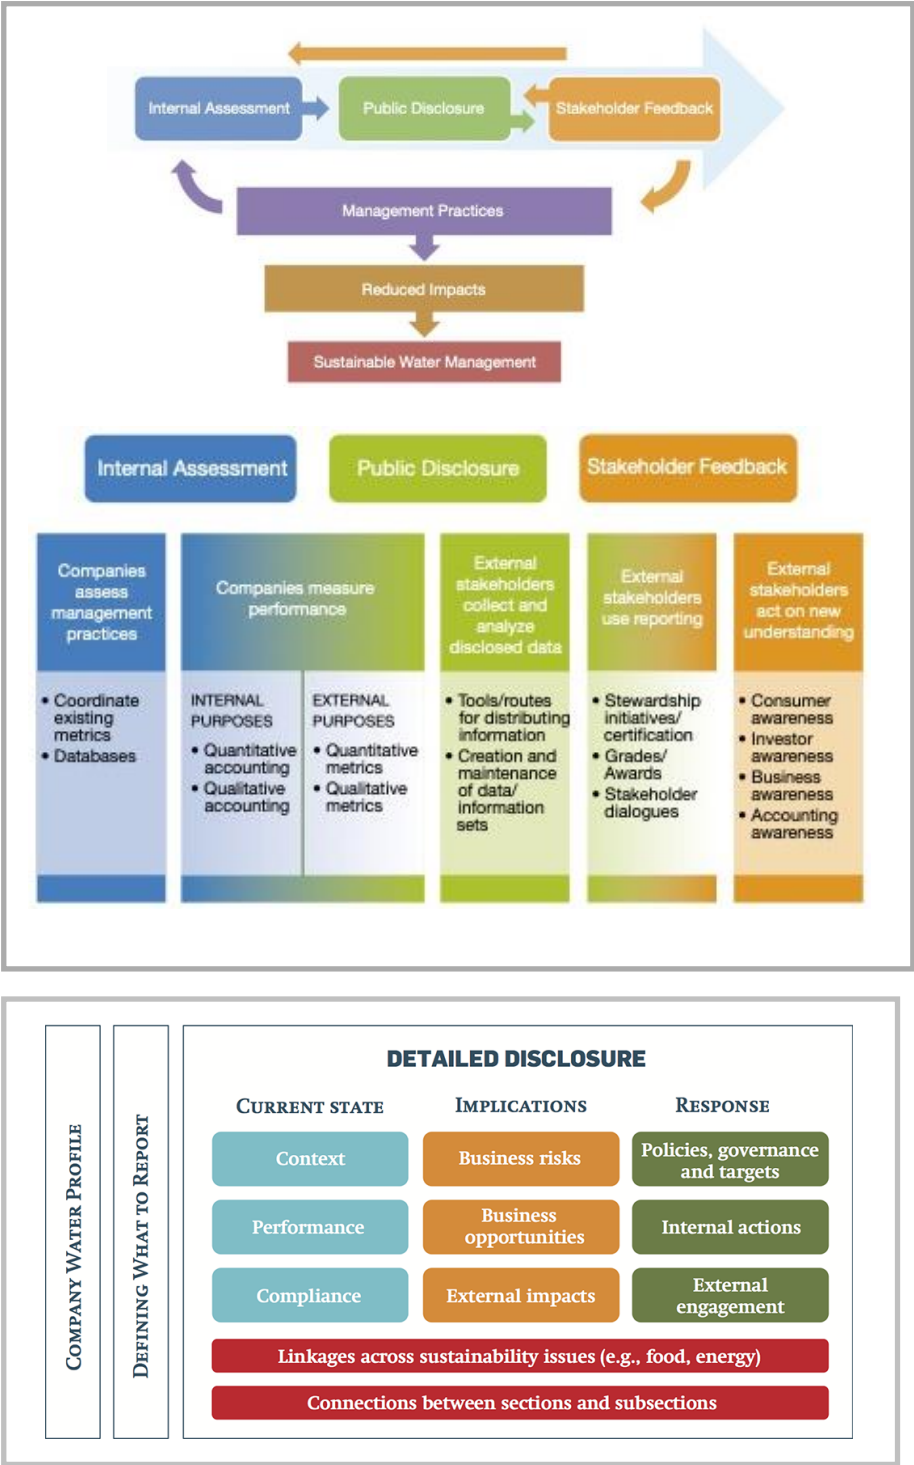 Internal Assessment
Public Disclosure
Stakeholder Feedback
Management Practices
Reduced Impacts
Sustainable Water Management
Internal Assessment
Public Disclosure
Stakeholder Feedback
Companies
assess
management
practices
• Coordinate
existing
metrics
• Databases
Companies measure
performance
INTERNAL
PURPOSES
• Quantitative
accounting
• Qualitative
accounting
EXTERNAL
PURPOSES
• Quantitative
metrics
• Qualitative
metrics
External
stakeholders
collect and
analyze
disclosed data
• Tools/routes
for distributing
information
• Creation and
maintenance
of data/
information
sets
External
stakeholders
use reporting
• Stewardship
initiatives/
certification
• Grades/
Awards
• Stakeholder
dialogues
External
stakeholders
act on new
understanding
• Consumer
awareness
• Investor
awareness
• Business
awareness
• Accounting
awareness
COMPANY WATER PROFILE
DEFINING WHAT TO REPORT
DETAILED DISCLOSURE
CURRENT STATE
IMPLICATIONS
RESPONSE
Context
Business risks
Policies, governance
and targets
Performance
Business
opportunities
Internal actions
Compliance
External impacts
External
engagement
Linkages across sustainability issues (e.g., food, energy)
Connections between sections and subsections